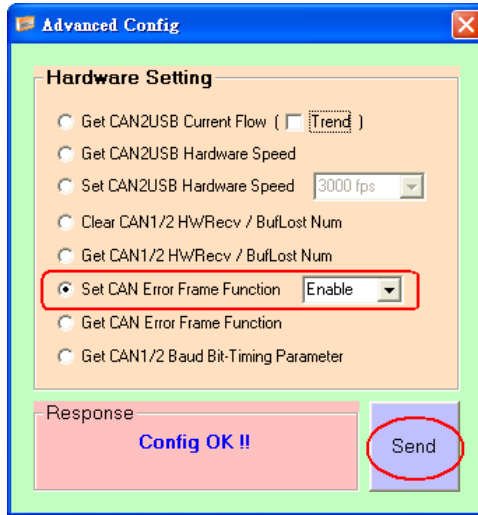 Advanced Config
Hardware Setting
Get CAN2USB Current Flow ( Trend )
Get CAN2USB Hardware Speed
Set CAN2USB Hardware Speed 3000 fps
Clear CAN1/2 HWRecv / BufLost Num
Get CAN1/2 HWRecv / BufLost Num
Set CAN Error Frame Function Enable
Get CAN Error Frame Function
Get CAN1/2 Baud Bit-Timing Parameter
Response
Config OK !!
Send